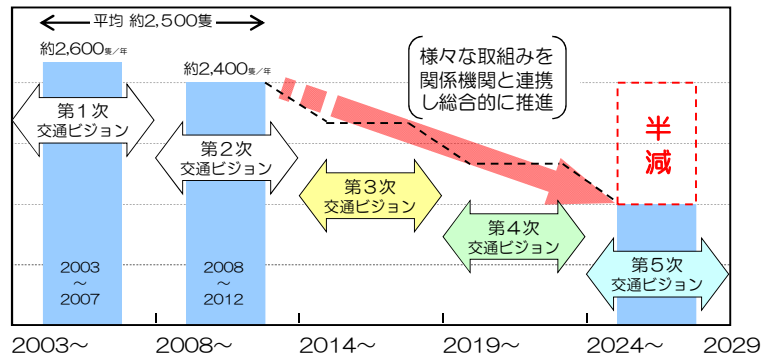 平均 約2,500隻
約2,600隻/年
約2,400隻/年
様々な取組みを
関係機関と連携
し総合的に推進
第1次
交通ビジョン
第2次
交通ビジョン
第3次
交通ビジョン
第4次
交通ビジョン
第5次
交通ビジョン
半
減
2003
～
2007
2008
～
2012
2003～
2008～
2014～
2019～
2024～
2029